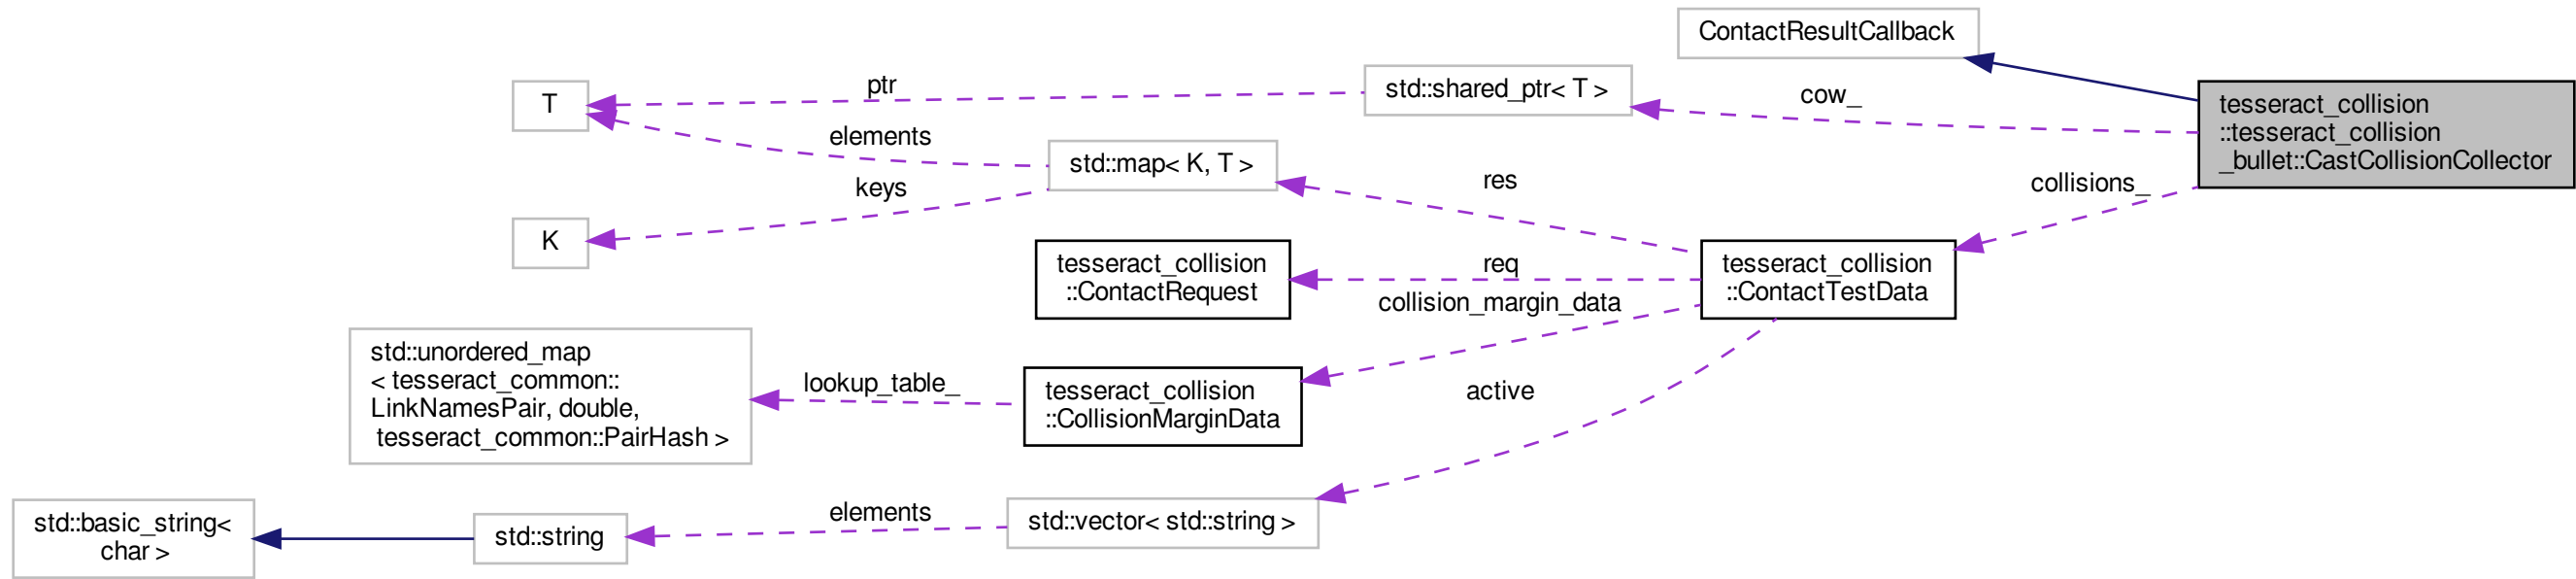 ContactResultCallback
std::shared_ptr< T >
cow_
tesseract_collision
::tesseract_collision
_bullet::CastCollisionCollector
ptr
T
elements
std::map< K, T >
keys
K
res
collisions_
tesseract_collision
::ContactRequest
req
tesseract_collision
::ContactTestData
collision_margin_data
std::unordered_map
< tesseract_common::
LinkNamesPair, double,
tesseract_common::PairHash >
lookup_table_
tesseract_collision
::CollisionMarginData
active
std::basic_string<
char >
std::string
elements
std::vector< std::string >